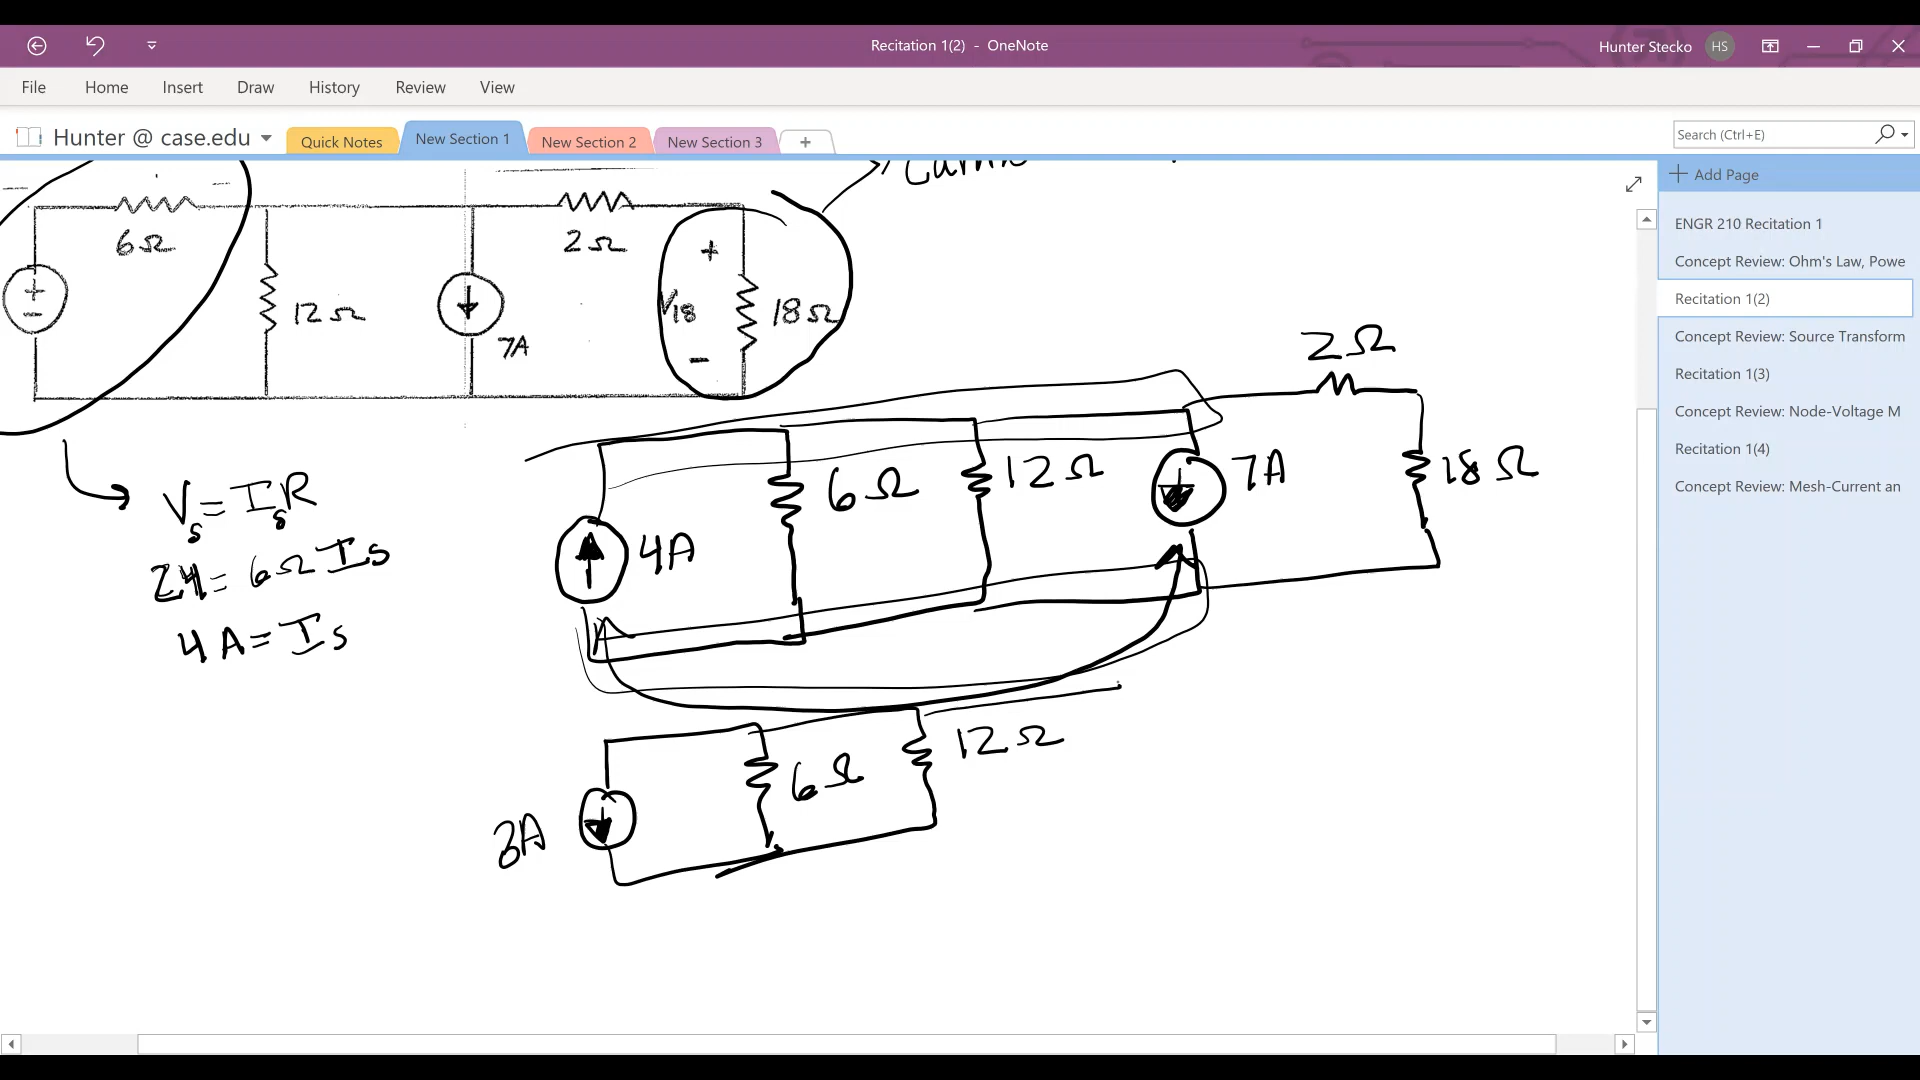 Recitation 1(2) - OneNote
Hunter Stecko HS
File Home Insert Draw History Review View
Hunter @ case.edu
Quick Notes
New Section 1
New Section 2
New Section 3
+
Search (Ctrl+E)
Add Page
ENGR 210 Recitation 1
Concept Review: Ohm's Law, Powe
Recitation 1(2)
Concept Review: Source Transform
Recitation 1(3)
Concept Review: Node-Voltage M
Recitation 1(4)
Concept Review: Mesh-Current an
6Ω
2Ω
+
-
12Ω
7A
+
V18
-
18Ω
Vs = IsR
24 = 6Ω Is
4A = Is
4A
6Ω
12Ω
7A
2Ω
18Ω
3A
6Ω
12Ω